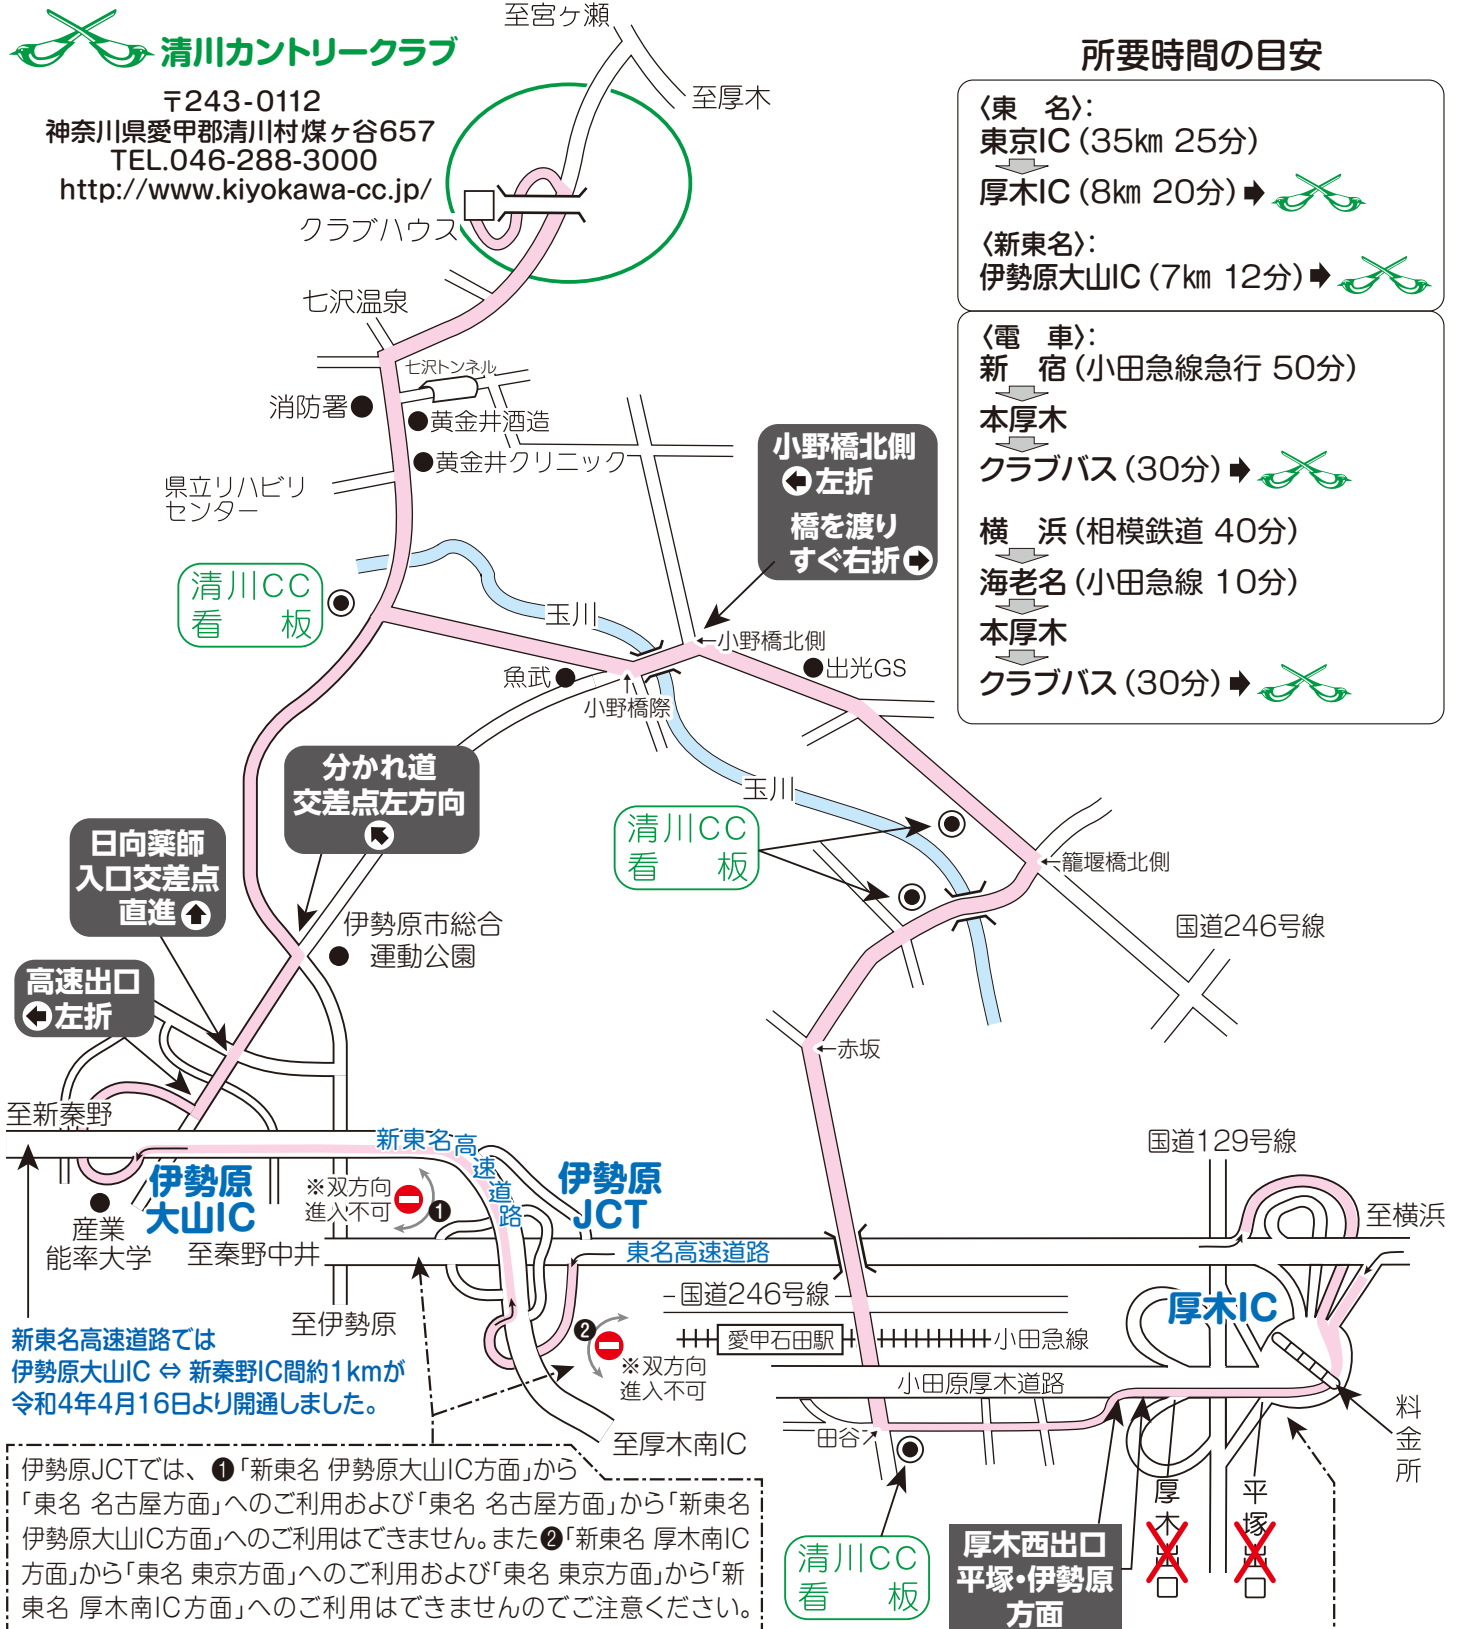 清川カントリークラブ
〒243-0112
神奈川県愛甲郡清川村煤ヶ谷657
TEL.046-288-3000
http://www.kiyokawa-cc.jp/
至宮ヶ瀬
至厚木
クラブハウス
所要時間の目安
〈東　名〉:
東京IC (35km 25分)
厚木IC (8km 20分)
〈新東名〉:
伊勢原大山IC (7km 12分)
〈電　車〉:
新　宿 (小田急線急行 50分)
本厚木
クラブバス (30分)
横　浜 (相模鉄道 40分)
海老名 (小田急線 10分)
本厚木
クラブバス (30分)
七沢温泉
七沢トンネル
消防署
黄金井酒造
黄金井クリニック
県立リハビリ
センター
小野橋北側
左折
橋を渡り
すぐ右折
清川CC
看　板
玉川
小野橋北側
出光GS
魚武
小野橋際
分かれ道
交差点左方向
玉川
清川CC
看　板
籠堰橋北側
日向薬師
入口交差点
直進
伊勢原市総合
運動公園
国道246号線
高速出口
左折
赤坂
至新秦野
新東名高速道路
国道129号線
伊勢原
大山IC
※双方向
進入不可
❶
伊勢原
JCT
産業
能率大学
至秦野中井
東名高速道路
至横浜
国道246号線
厚木IC
至伊勢原
愛甲石田駅
小田急線
❷
※双方向
進入不可
新東名高速道路では
伊勢原大山IC ⇔ 新秦野IC間約1kmが
令和4年4月16日より開通しました。
小田原厚木道路
料金所
田谷
至厚木南IC
厚木出口
平塚出口
伊勢原JCTでは、❶「新東名 伊勢原大山IC方面」から
「東名 名古屋方面」へのご利用および「東名 名古屋方面」から「新東名
伊勢原大山IC方面」へのご利用はできません。また❷「新東名 厚木南IC
方面」から「東名 東京方面」へのご利用および「東名 東京方面」から「新
東名 厚木南IC方面」へのご利用はできませんのでご注意ください。
清川CC
看　板
厚木西出口
平塚・伊勢原
方面